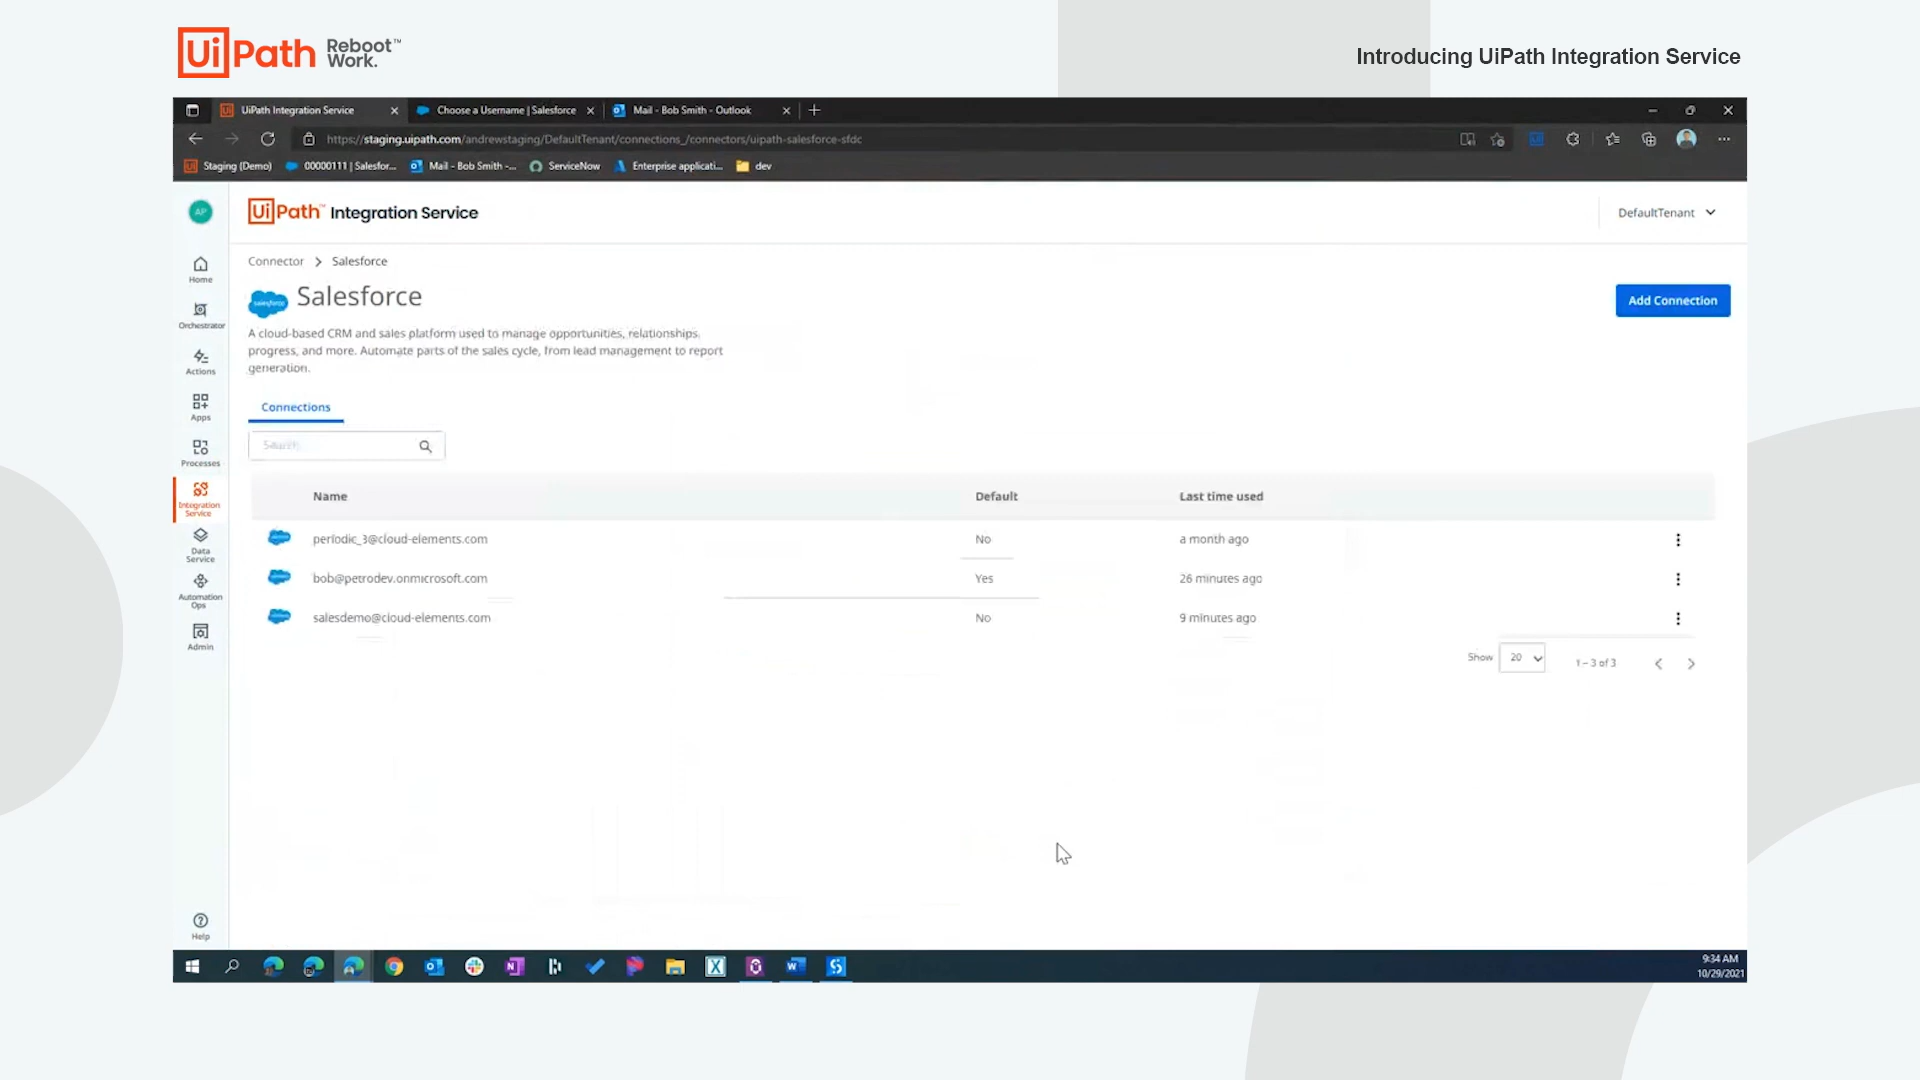 UiPath Reboot Work.™
Introducing UiPath Integration Service
UiPath Integration Service
Choose a Username | Salesforce
Mail - Bob Smith - Outlook
https://staging.uipath.com/andrewstaging/DefaultTenant/connections_/connectors/uipath-salesforce-sfdc
Staging (Demo)
00000111 | Salesfor...
Mail - Bob Smith -...
ServiceNow
Enterprise applicati...
dev
AP
UiPath™ Integration Service
DefaultTenant
Home
Orchestrator
Actions
Apps
Processes
Integration Service
Data Service
Automation Ops
Admin
Help
Connector > Salesforce
salesforce
Salesforce
Add Connection
A cloud-based CRM and sales platform used to manage opportunities, relationships,
progress, and more. Automate parts of the sales cycle, from lead management to report
generation.
Connections
Search
Name Default Last time used
periodic_3@cloud-elements.com No a month ago
bob@petrodev.onmicrosoft.com Yes 26 minutes ago
salesdemo@cloud-elements.com No 9 minutes ago
Show 20 1 – 3 of 3
9:34 AM
10/29/2021